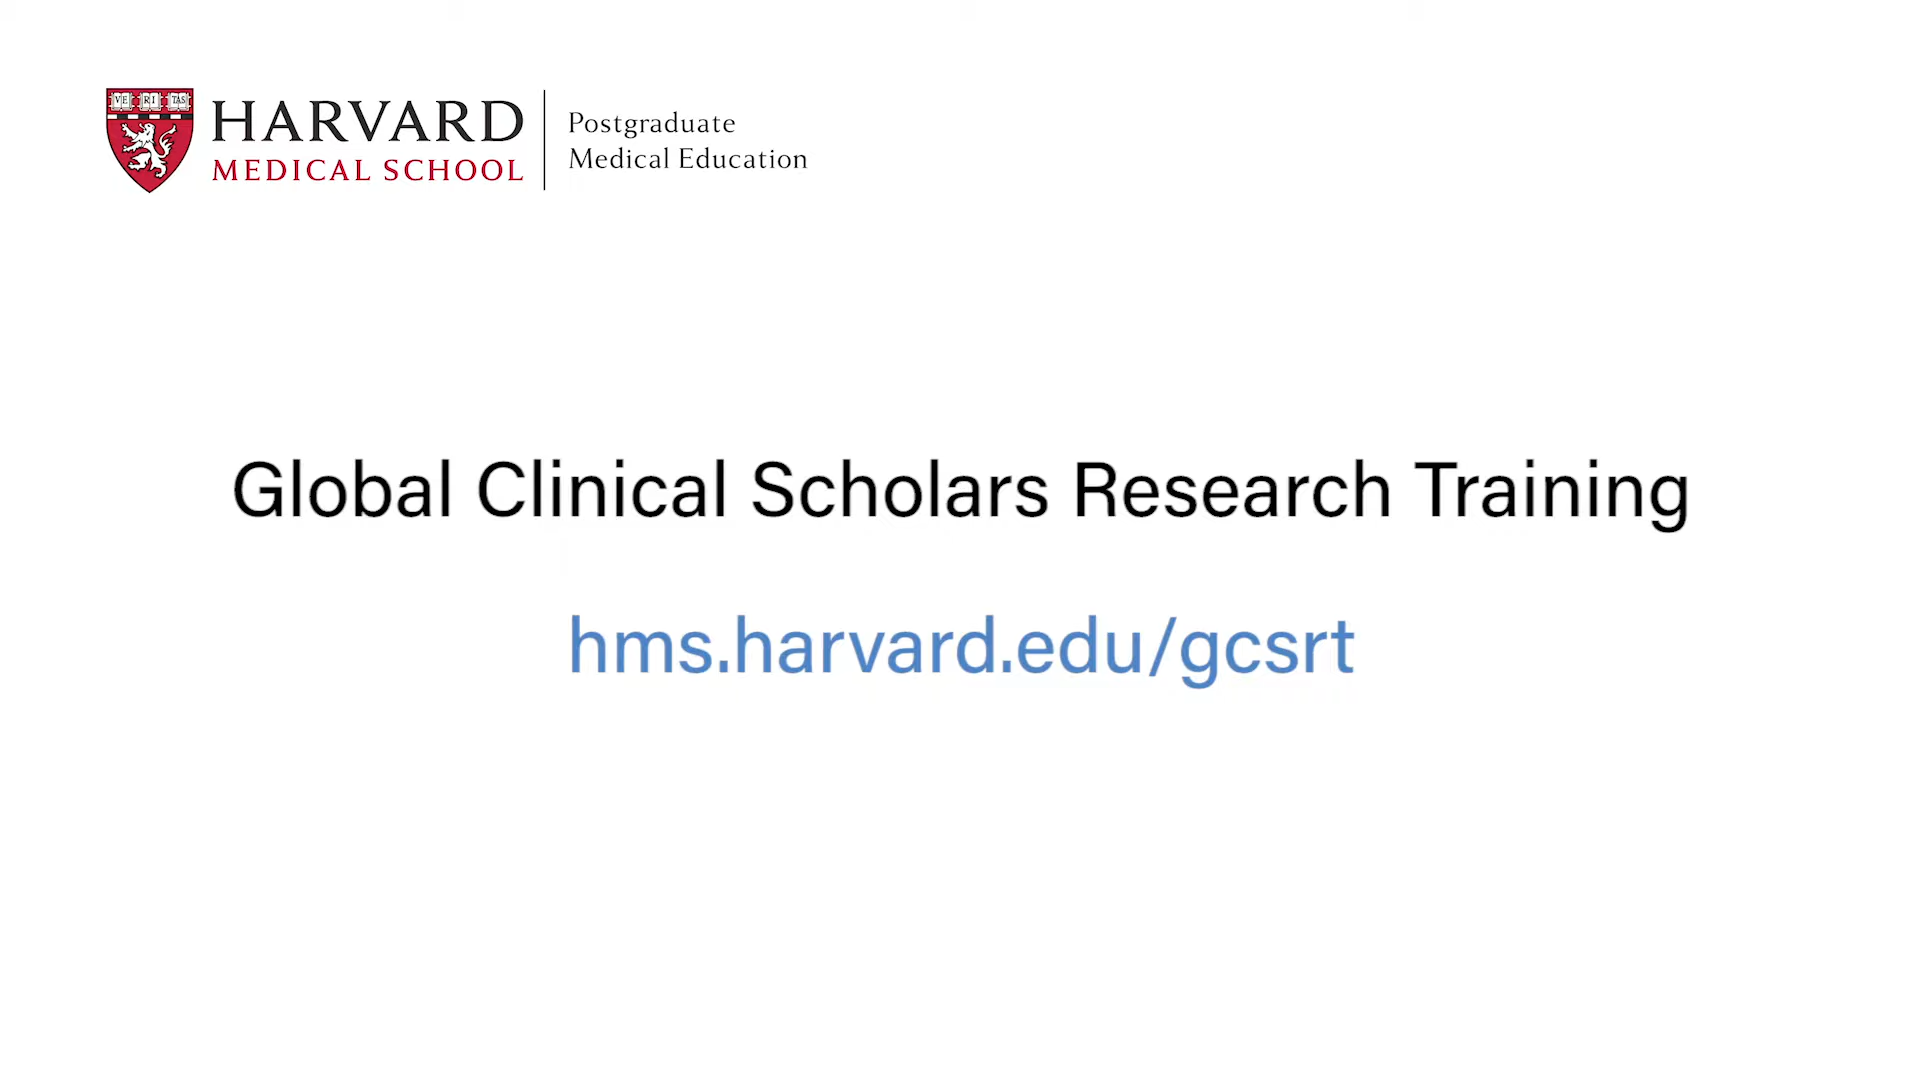 VE RI TAS
HARVARD
MEDICAL SCHOOL
Postgraduate
Medical Education
Global Clinical Scholars Research Training
hms.harvard.edu/gcsrt